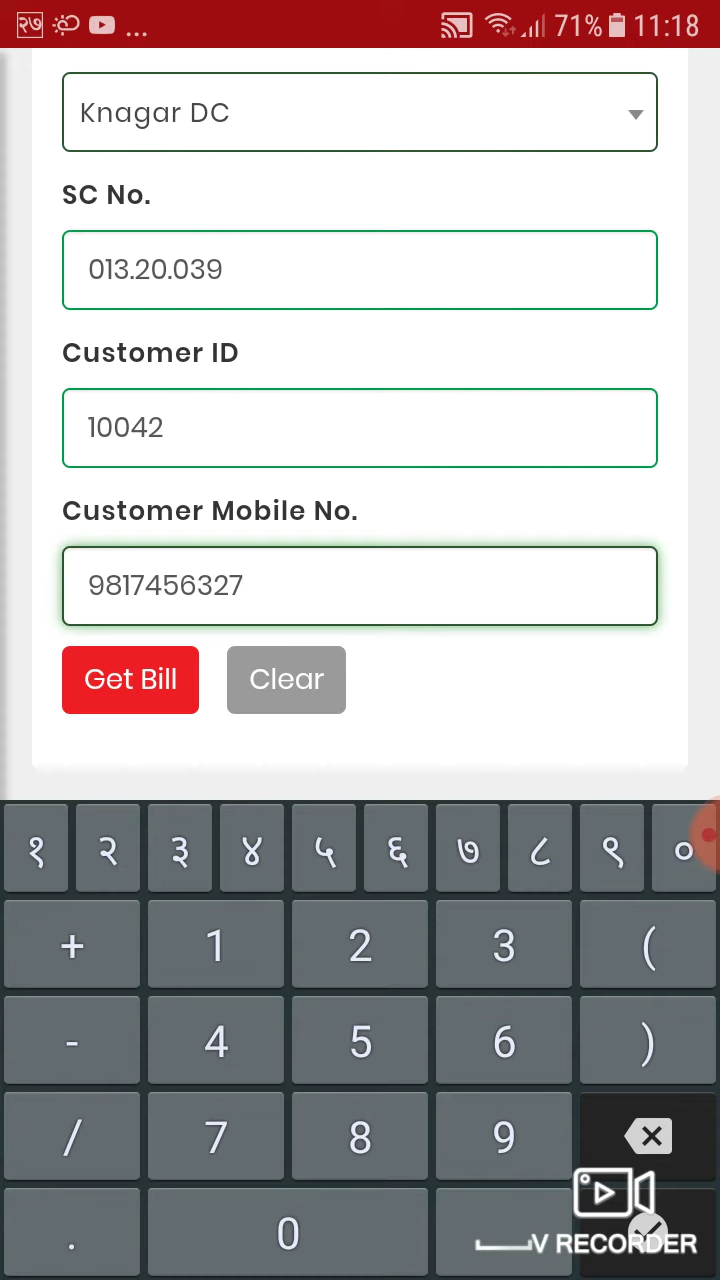 २७ ... 71% 11:18
Knagar DC
SC No.
013.20.039
Customer ID
10042
Customer Mobile No.
9817456327
Get Bill Clear
१ २ ३ ४ ५ ६ ७ ८ ९ ०
+ 1 2 3 (
- 4 5 6 )
/ 7 8 9
. 0
V RECORDER